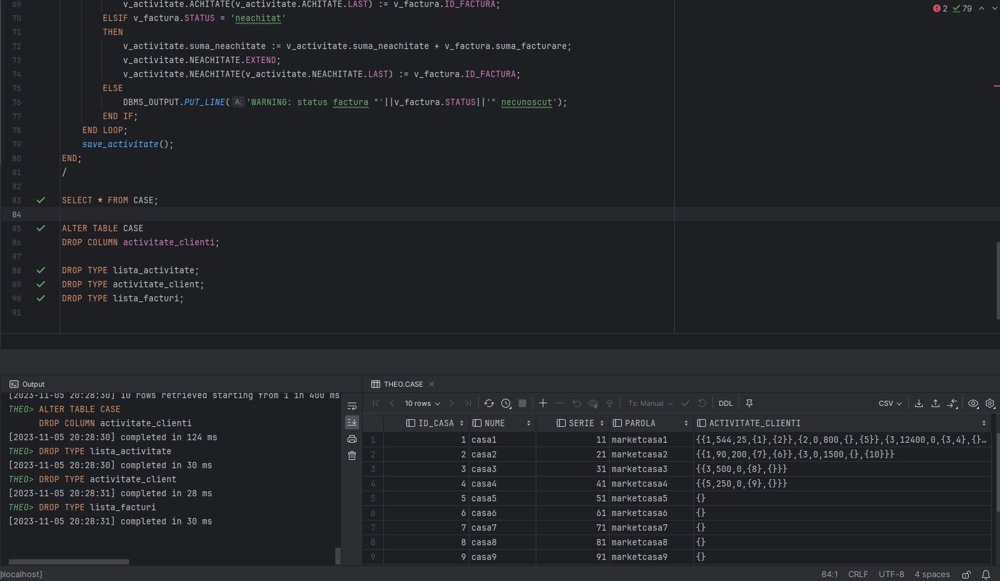 69 v_activitate.ACHITATE(v_activitate.ACHITATE.LAST) := v_factura.ID_FACTURA;
2 79
70 ELSIF v_factura.STATUS = 'neachitat'
71 THEN
72 v_activitate.suma_neachitate := v_activitate.suma_neachitate + v_factura.suma_facturare;
73 v_activitate.NEACHITATE.EXTEND;
74 v_activitate.NEACHITATE(v_activitate.NEACHITATE.LAST) := v_factura.ID_FACTURA;
75 ELSE
76 DBMS_OUTPUT.PUT_LINE( A: 'WARNING: status factura "'||v_factura.STATUS||'" necunoscut');
77 END IF;
78 END LOOP;
79 save_activitate();
80 END;
81 /
82
83 SELECT * FROM CASE;
84
85 ALTER TABLE CASE
86 DROP COLUMN activitate_clienti;
87
88 DROP TYPE lista_activitate;
89 DROP TYPE activitate_client;
90 DROP TYPE lista_facturi;
91
Output
[2023-11-05 20:28:30] 10 rows retrieved starting from 1 in 400 ms
THEO> ALTER TABLE CASE
DROP COLUMN activitate_clienti
[2023-11-05 20:28:30] completed in 124 ms
THEO> DROP TYPE lista_activitate
[2023-11-05 20:28:30] completed in 30 ms
THEO> DROP TYPE activitate_client
[2023-11-05 20:28:31] completed in 28 ms
THEO> DROP TYPE lista_facturi
[2023-11-05 20:28:31] completed in 30 ms
THEO.CASE
10 rows Tx: Manual DDL CSV
ID_CASA NUME SERIE PAROLA ACTIVITATE_CLIENTI
1 1 casa1 11 marketcasa1 {{1,544,25,{1},{2}},{2,0,800,{},{5}},{3,12400,0,{3,4},{}…
2 2 casa2 21 marketcasa2 {{1,90,200,{7},{6}},{3,0,1500,{},{10}}}
3 3 casa3 31 marketcasa3 {{3,500,0,{8},{}}}
4 4 casa4 41 marketcasa4 {{5,250,0,{9},{}}}
5 5 casa5 51 marketcasa5 {}
6 6 casa6 61 marketcasa6 {}
7 7 casa7 71 marketcasa7 {}
8 8 casa8 81 marketcasa8 {}
9 9 casa9 91 marketcasa9 {}
@localhost]
84:1 CRLF UTF-8 4 spaces